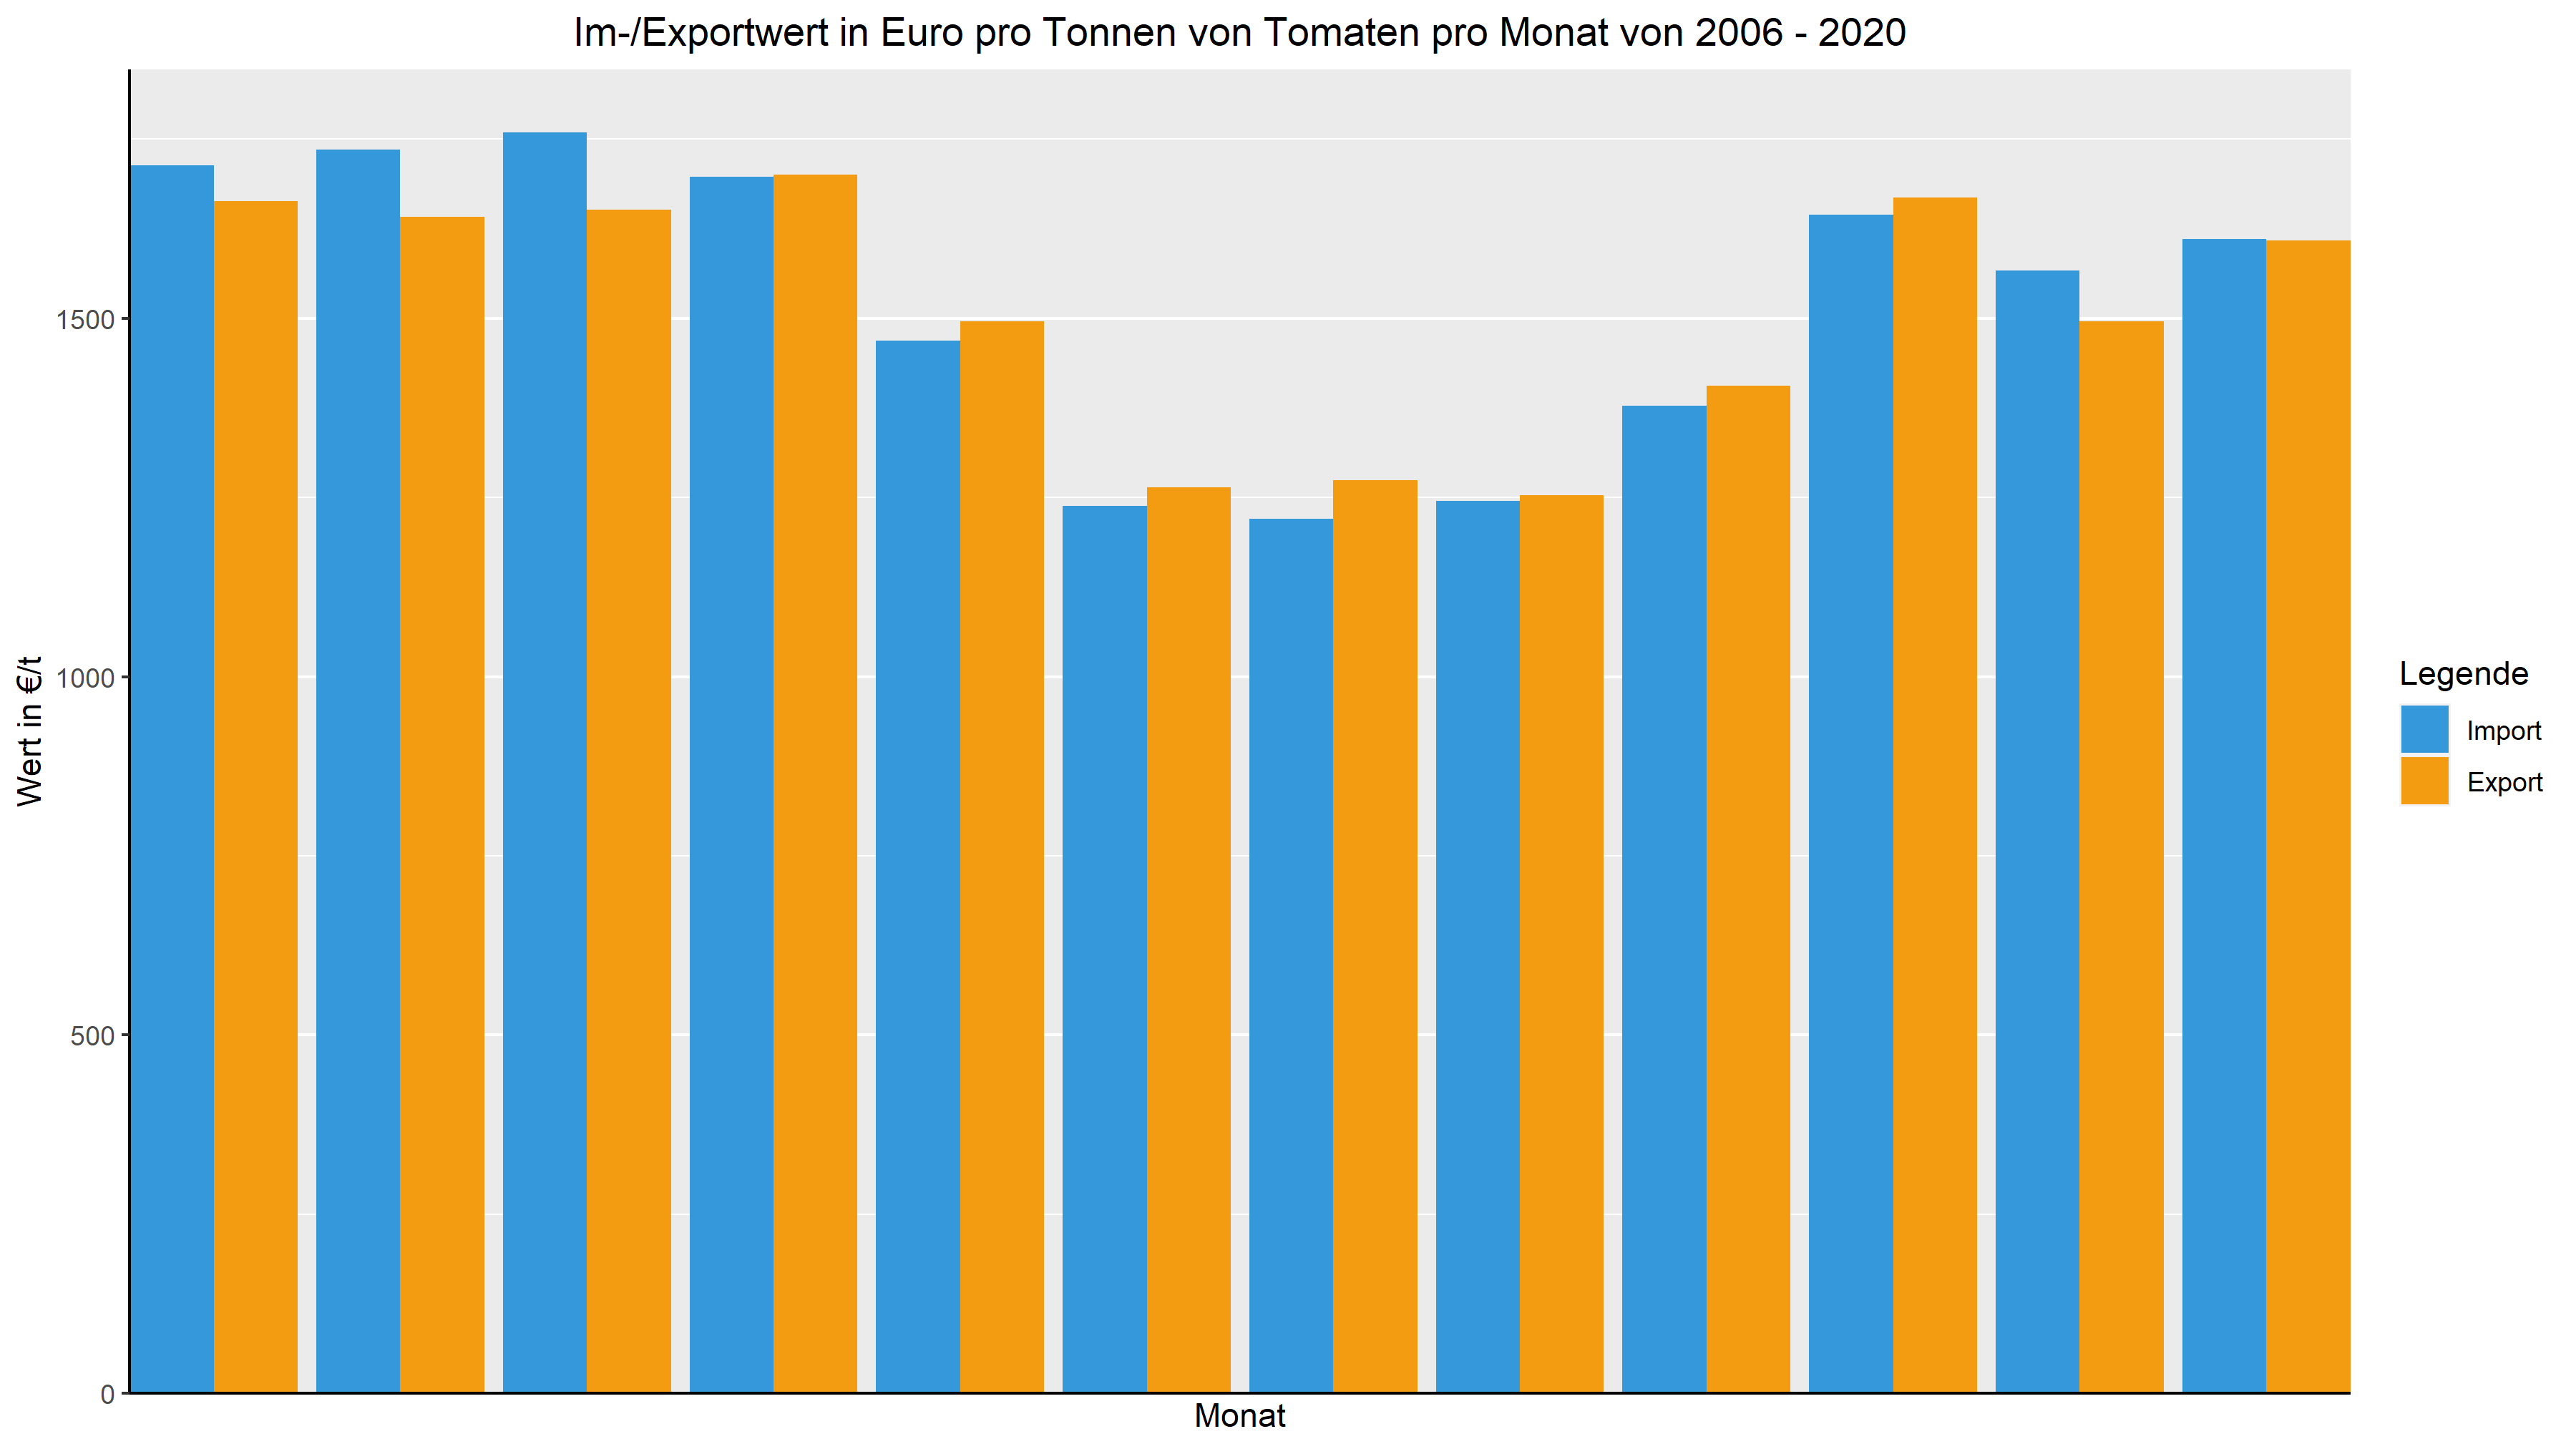 Im-/Exportwert in Euro pro Tonnen von Tomaten pro Monat von 2006 - 2020
Wert in €/t
1500
1000
500
0
Monat
Legende
Import
Export